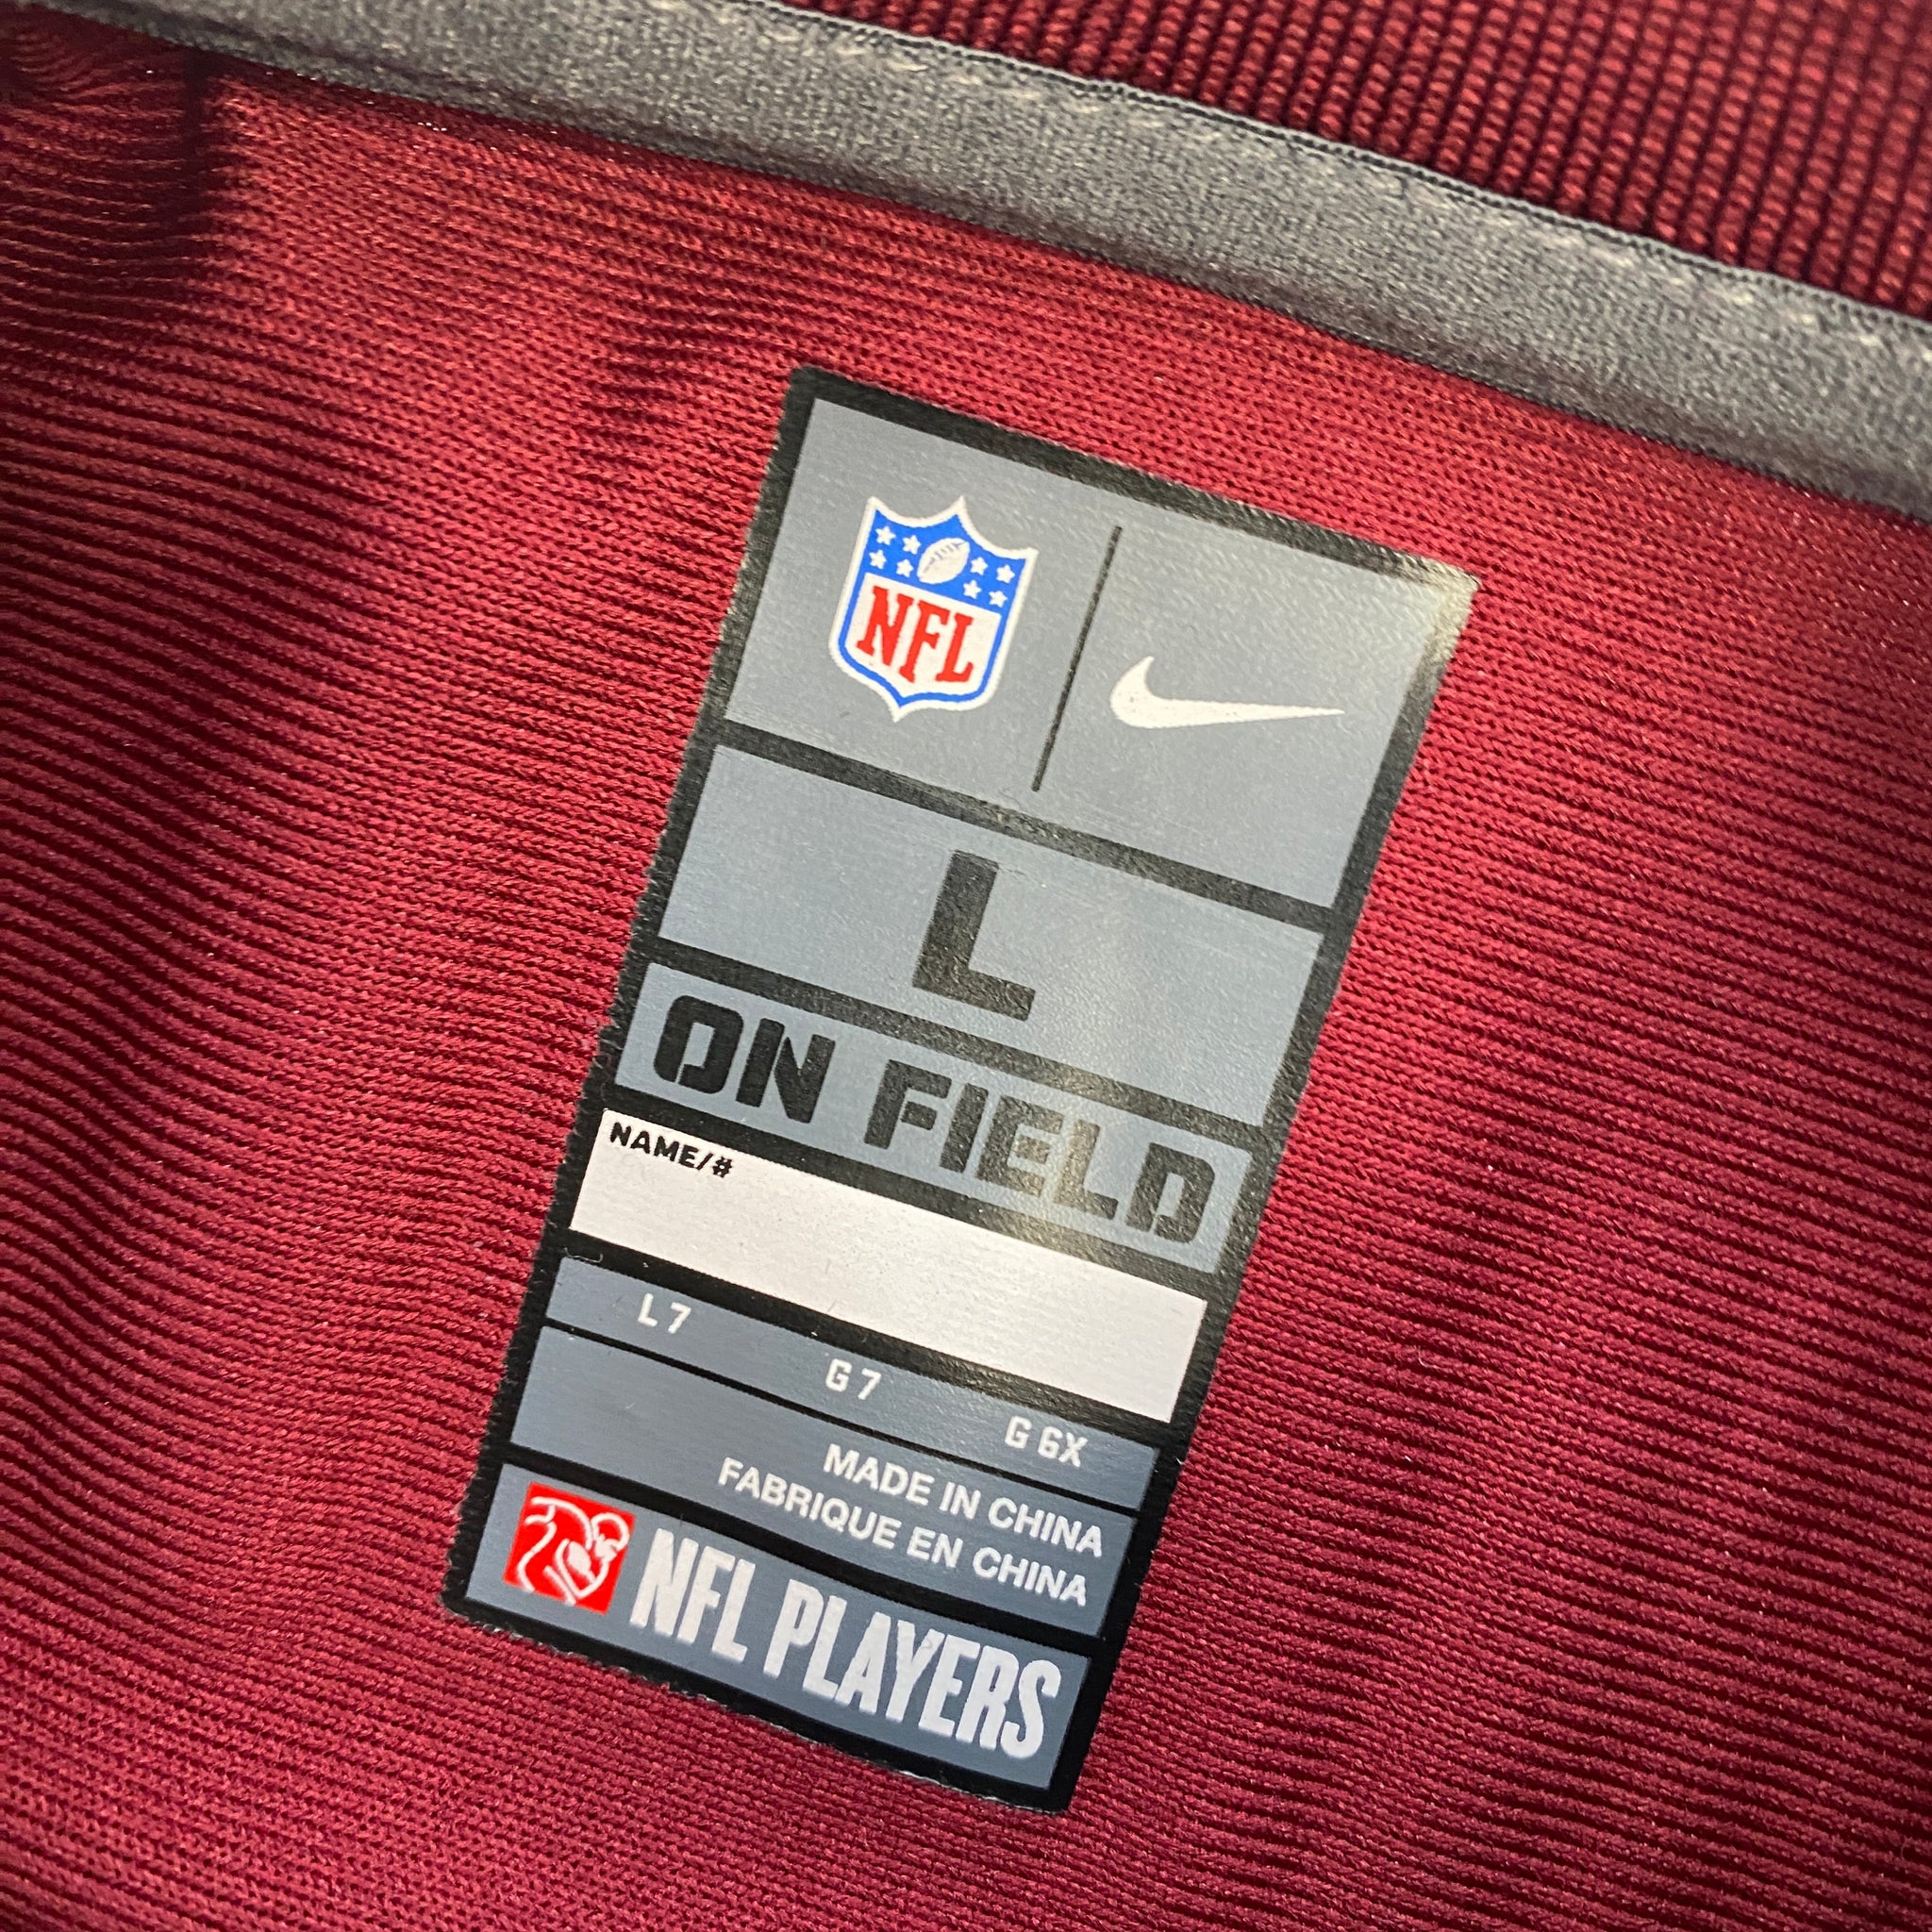 NFL
L
ON FIELD
NAME/#
L 7 G 7 G 6X
MADE IN CHINA
FABRIQUE EN CHINA
NFL PLAYERS